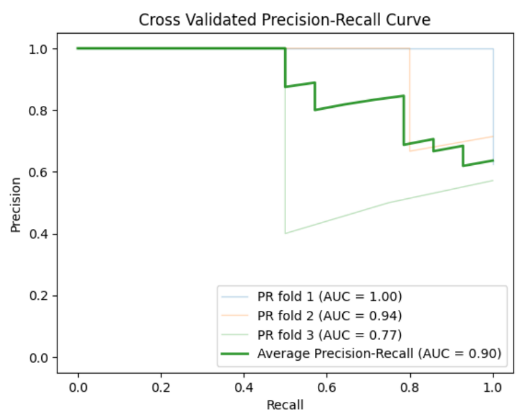 Cross Validated Precision-Recall Curve
1.0
0.8
0.6
0.4
0.2
0.0
Precision
PR fold 1 (AUC = 1.00)
PR fold 2 (AUC = 0.94)
PR fold 3 (AUC = 0.77)
Average Precision-Recall (AUC = 0.90)
0.0 0.2 0.4 0.6 0.8 1.0
Recall